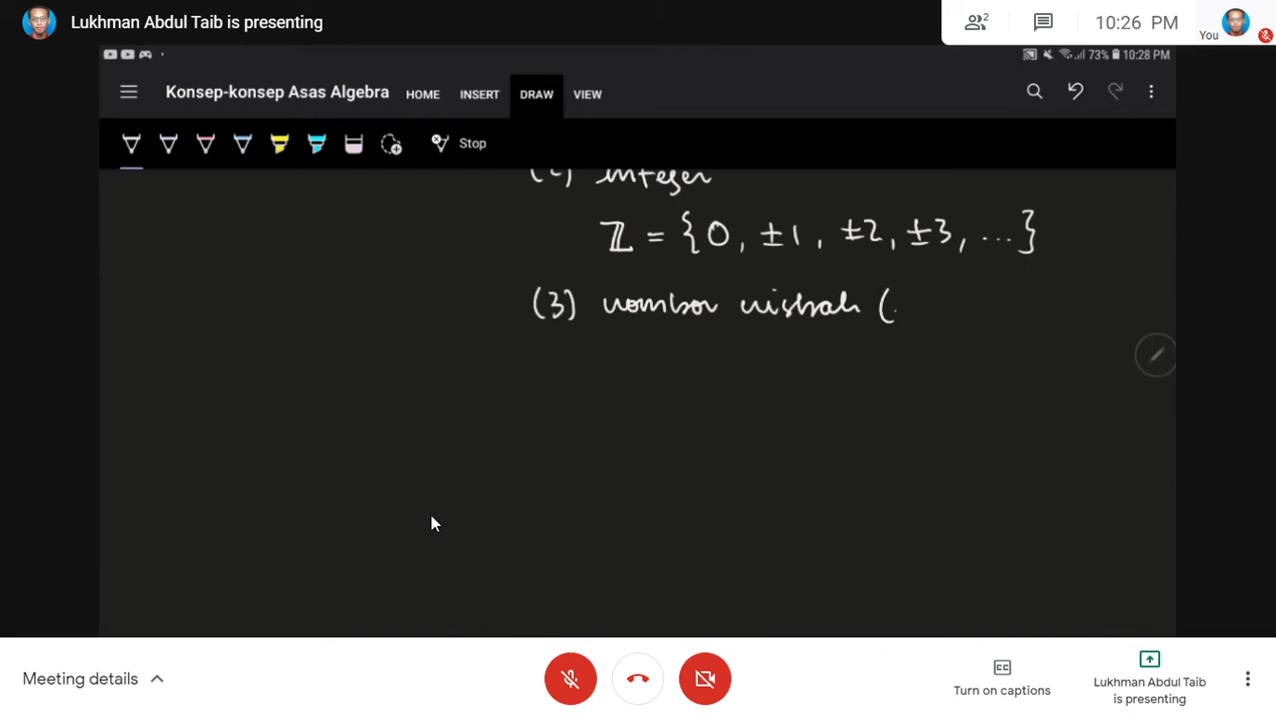 Lukhman Abdul Taib is presenting
2
10:26 PM
You
73% 10:28 PM
Konsep-konsep Asas Algebra HOME INSERT DRAW VIEW
Stop
(2) integer
ℤ = {0, ±1, ±2, ±3, ...}
(3) nombor nisbah (
Meeting details
Turn on captions
Lukhman Abdul Taib
is presenting